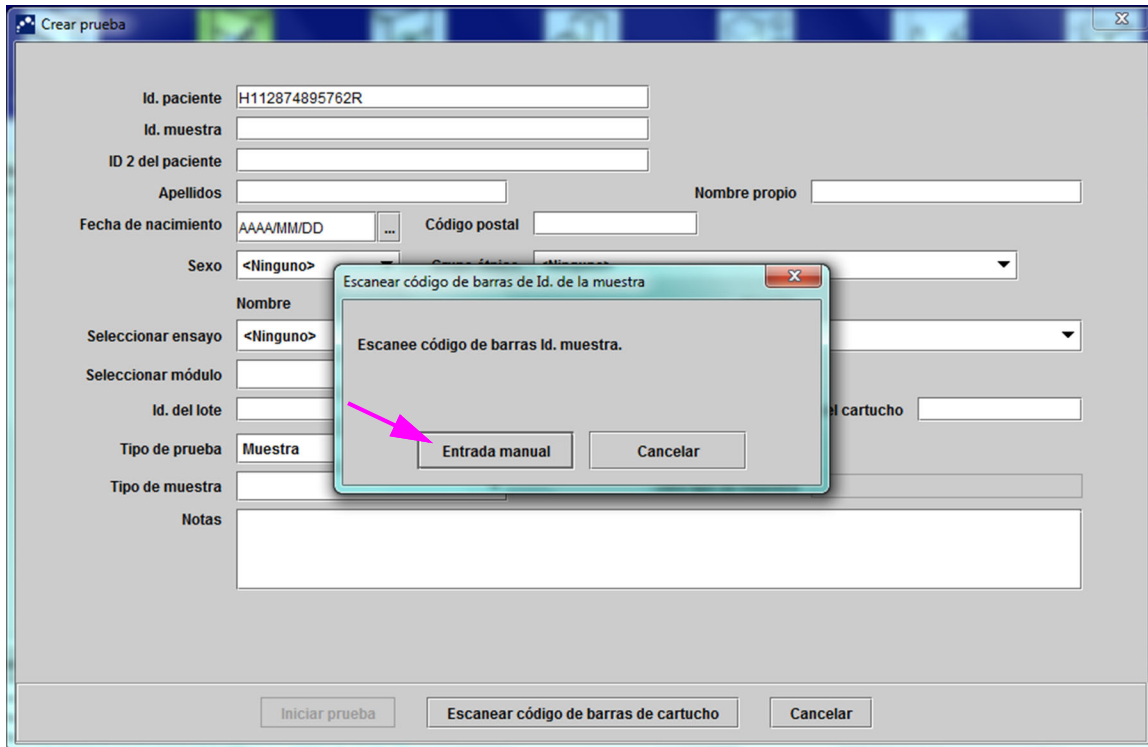 Crear prueba
Id. paciente H112874895762R
Id. muestra
ID 2 del paciente
Apellidos Nombre propio
Fecha de nacimiento AAAA/MM/DD ... Código postal
Sexo <Ninguno>
Escanear código de barras de Id. de la muestra
Nombre
Seleccionar ensayo <Ninguno>
Escanee código de barras Id. muestra.
Seleccionar módulo
Id. del lote el cartucho
Tipo de prueba Muestra
Entrada manual Cancelar
Tipo de muestra
Notas
Iniciar prueba Escanear código de barras de cartucho Cancelar